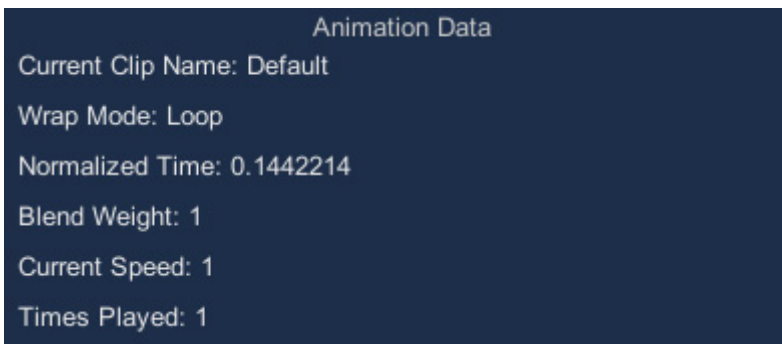 Animation Data
Current Clip Name: Default
Wrap Mode: Loop
Normalized Time: 0.1442214
Blend Weight: 1
Current Speed: 1
Times Played: 1